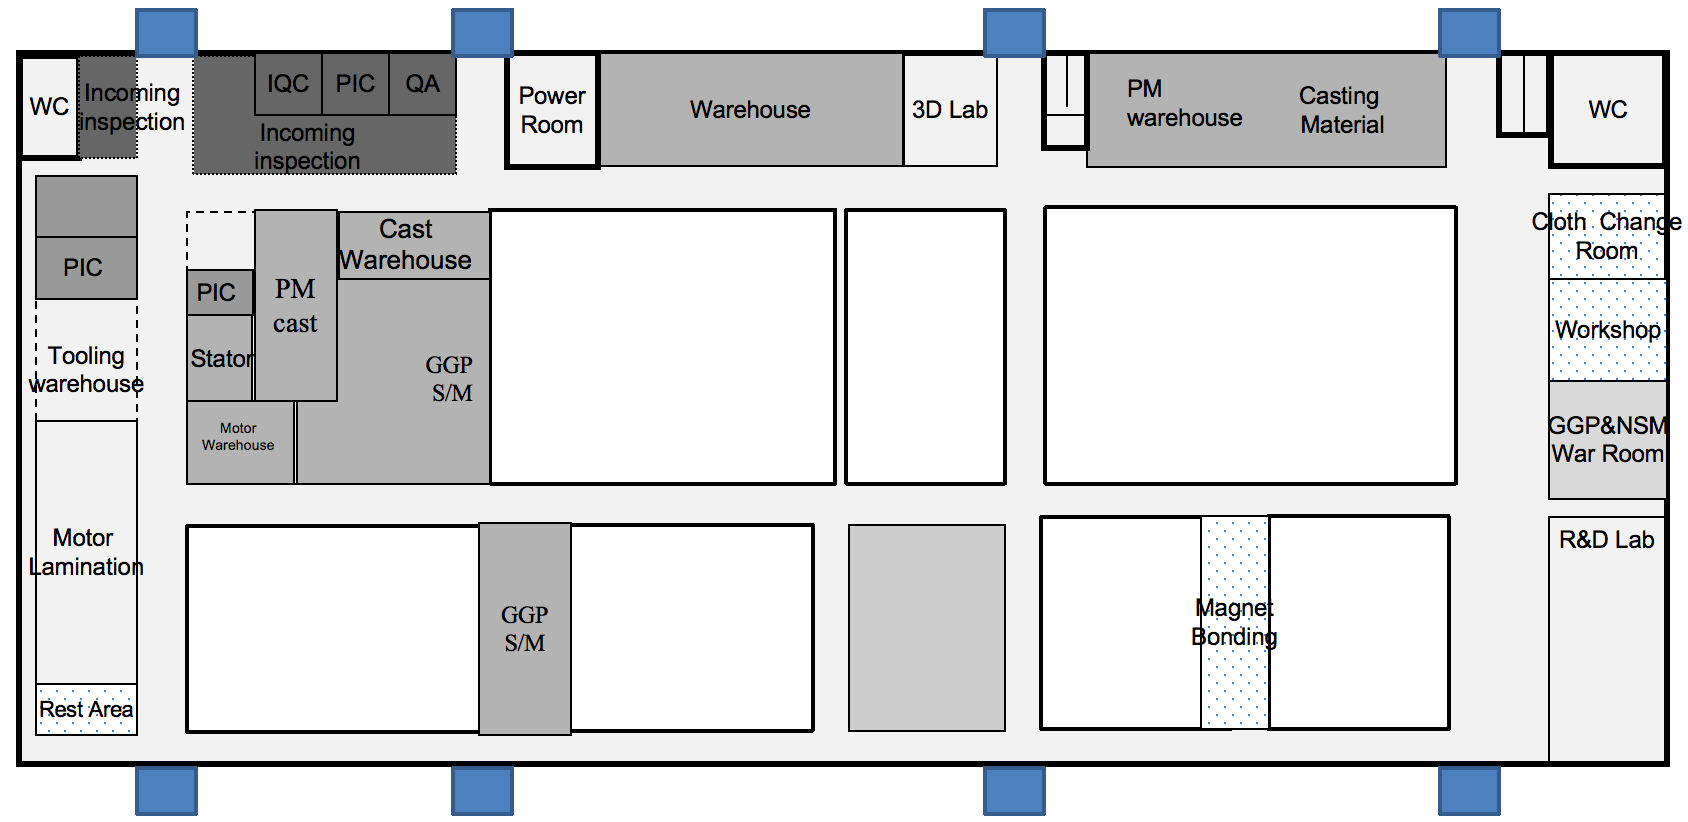 WC
Incoming
inspection
IQC
PIC
QA
Incoming
inspection
Power
Room
Warehouse
3D Lab
PM
warehouse
Casting
Material
WC
PIC
Tooling
warehouse
Motor
Lamination
Rest Area
PIC
Stator
Motor
Warehouse
PM
cast
Cast
Warehouse
GGP
S/M
GGP
S/M
Magnet
Bonding
Cloth Change
Room
Workshop
GGP&NSM
War Room
R&D Lab